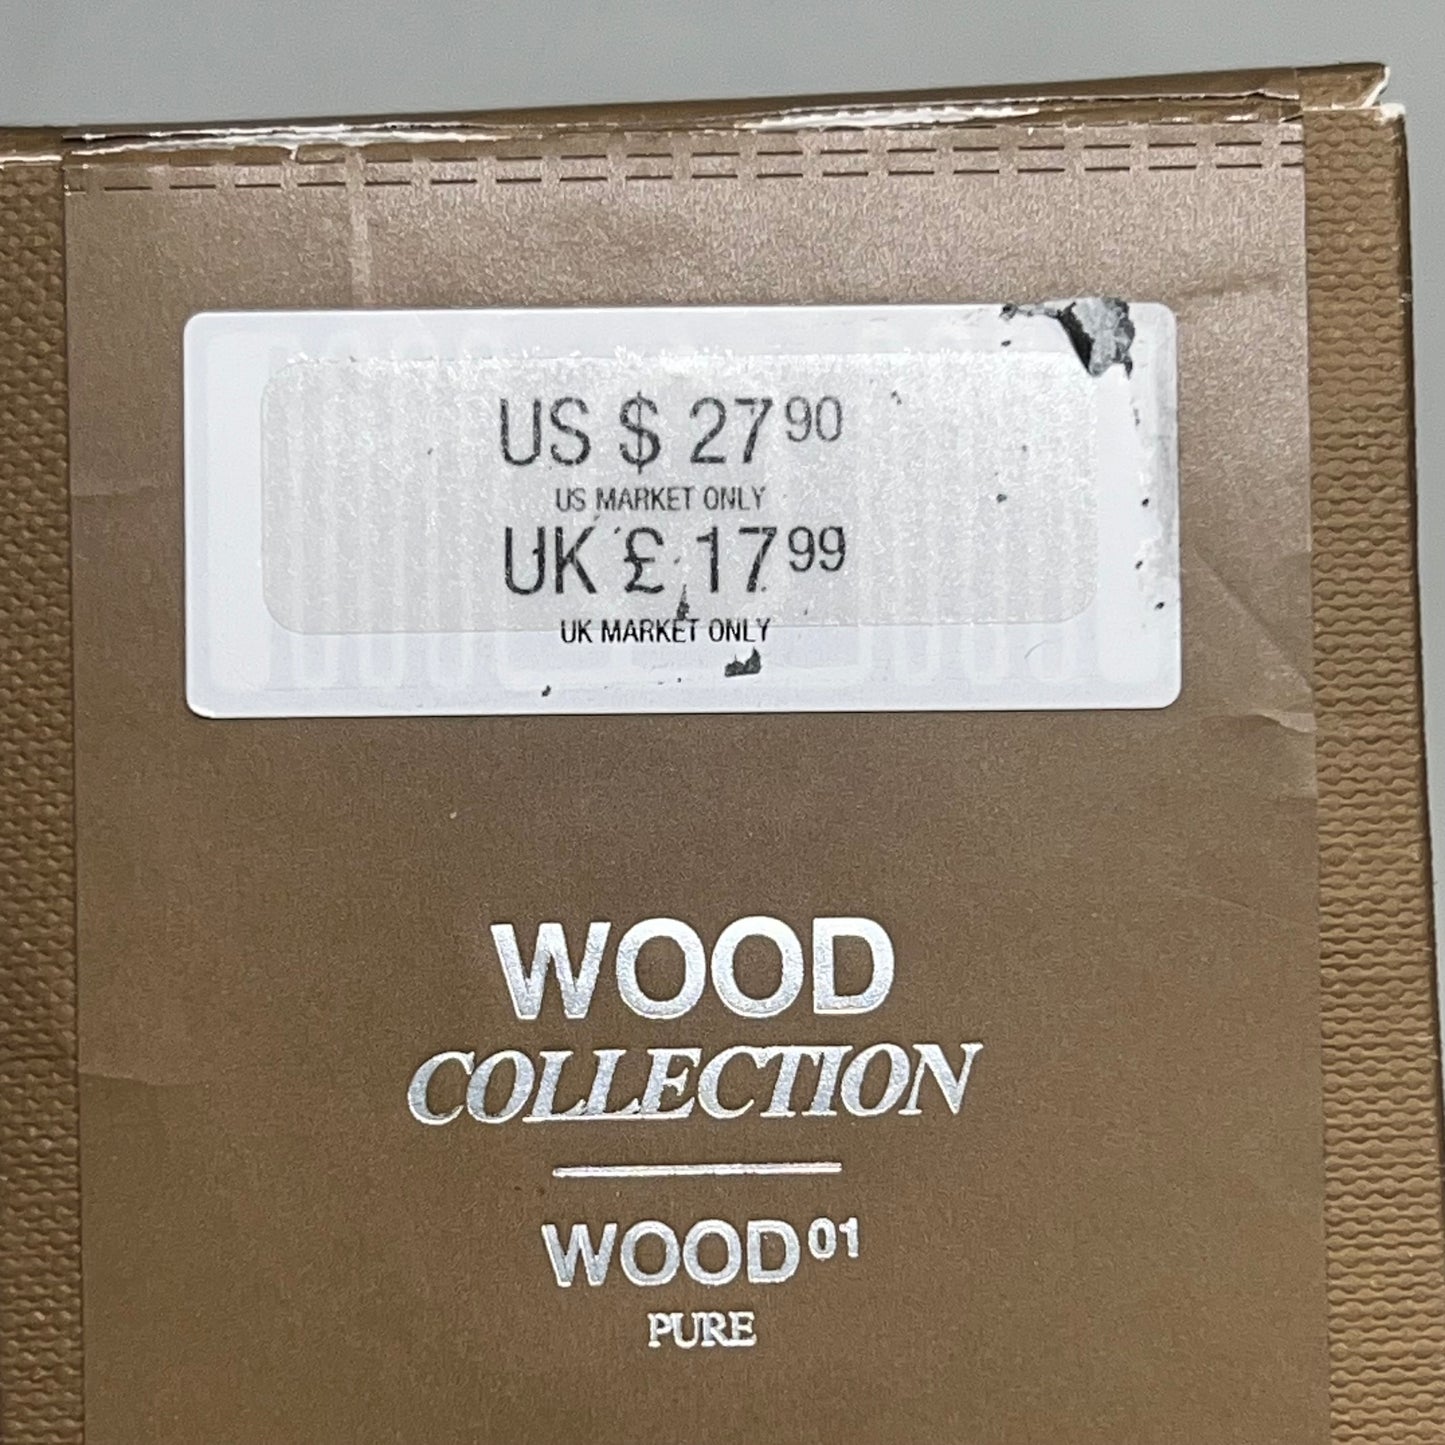 US $ 27 90
US MARKET ONLY
UK £ 17 99
UK MARKET ONLY
WOOD
COLLECTION
WOOD 01
PURE